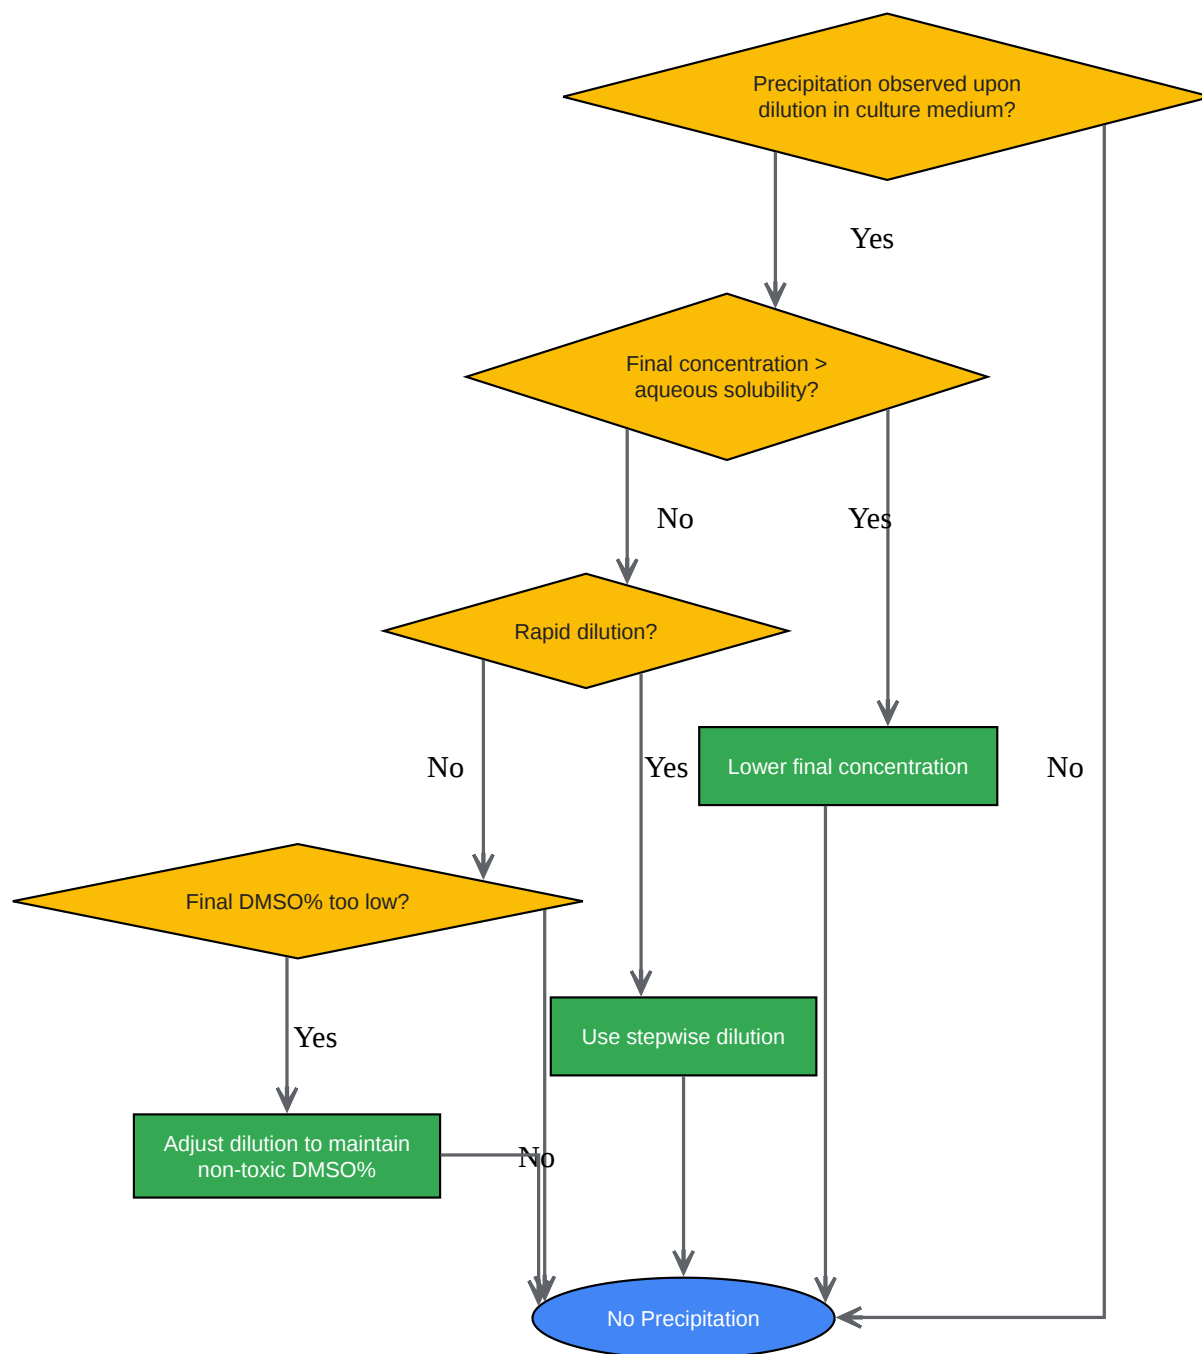 Precipitation observed upon
dilution in culture medium?
Yes
Final concentration >
aqueous solubility?
No
Yes
Rapid dilution?
No
Yes
Lower final concentration
No
Final DMSO% too low?
Yes
Use stepwise dilution
Adjust dilution to maintain
non-toxic DMSO%
No
No Precipitation